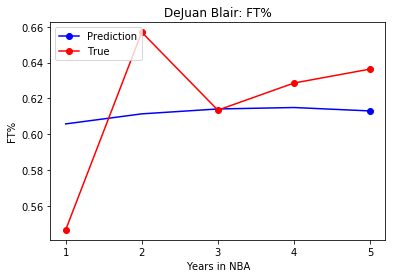 DeJuan Blair: FT%
0.66
0.64
0.62
0.60
0.58
0.56
FT%
Prediction
True
1 2 3 4 5
Years in NBA